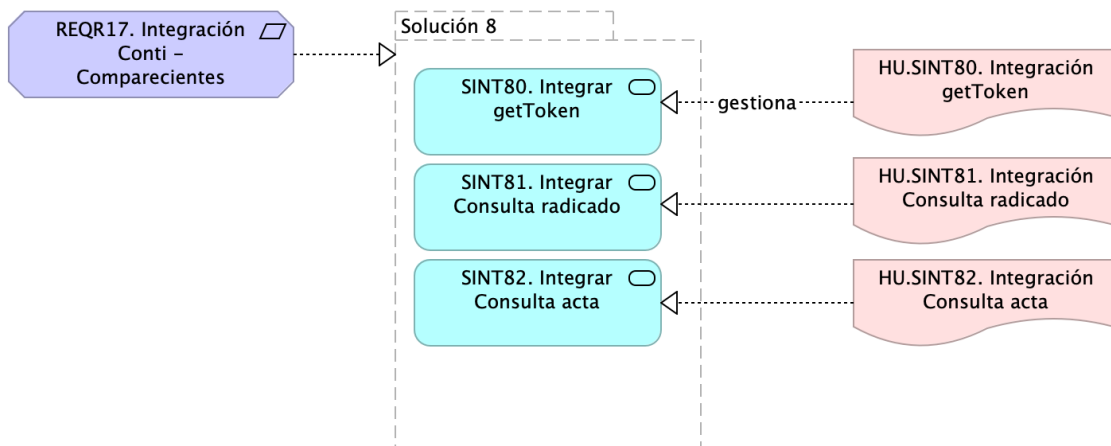 REQR17. Integración
Conti –
Comparecientes
Solución 8
SINT80. Integrar
getToken
gestiona
HU.SINT80. Integración
getToken
SINT81. Integrar
Consulta radicado
HU.SINT81. Integración
Consulta radicado
SINT82. Integrar
Consulta acta
HU.SINT82. Integración
Consulta acta